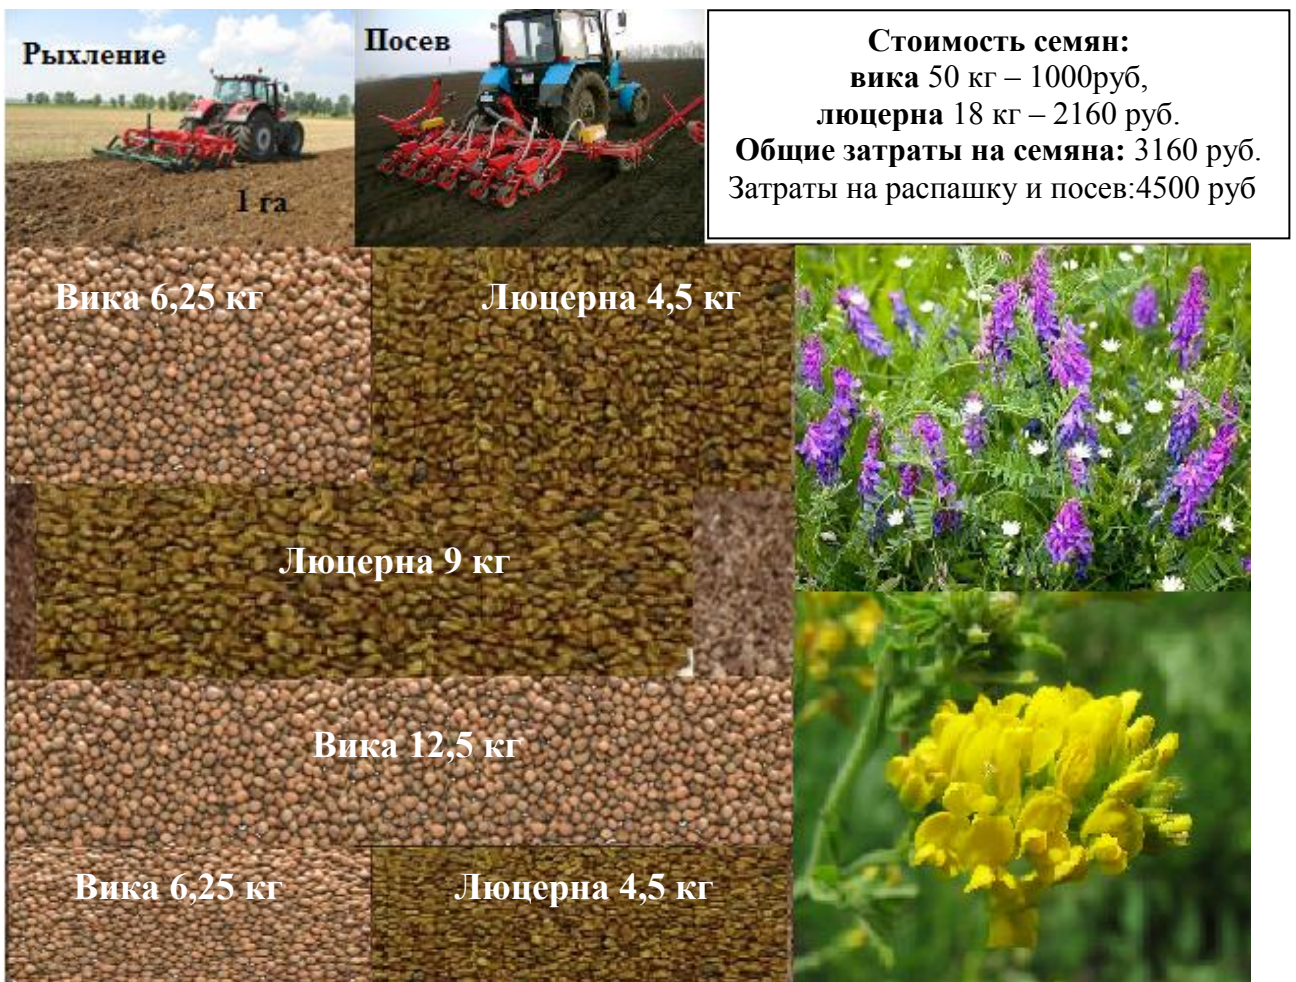 Рыхление
1 га
Посев
Стоимость семян:
вика 50 кг – 1000руб,
люцерна 18 кг – 2160 руб.
Общие затраты на семяна: 3160 руб.
Затраты на распашку и посев:4500 руб
Вика 6,25 кг
Люцерна 4,5 кг
Люцерна 9 кг
Вика 12,5 кг
Вика 6,25 кг
Люцерна 4,5 кг